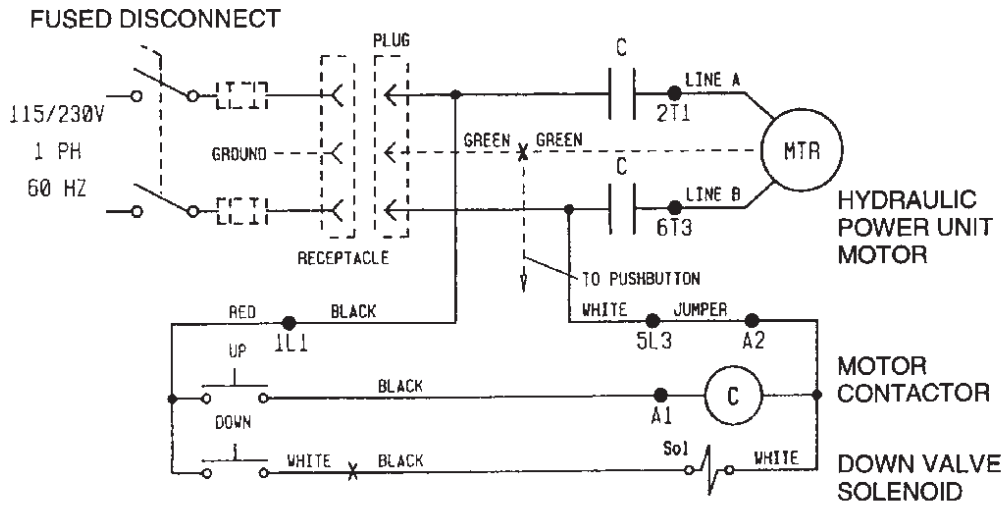 FUSED DISCONNECT
PLUG
C
LINE A
2T1
115/230V
1 PH
60 HZ
GROUND
GREEN
GREEN
MTR
C
LINE B
6T3
HYDRAULIC
POWER UNIT
MOTOR
RECEPTACLE
TO PUSHBUTTON
RED
BLACK
WHITE
JUMPER
1L1
5L3
A2
UP
BLACK
A1
C
MOTOR
CONTACTOR
DOWN
WHITE
BLACK
Sol
WHITE
DOWN VALVE
SOLENOID